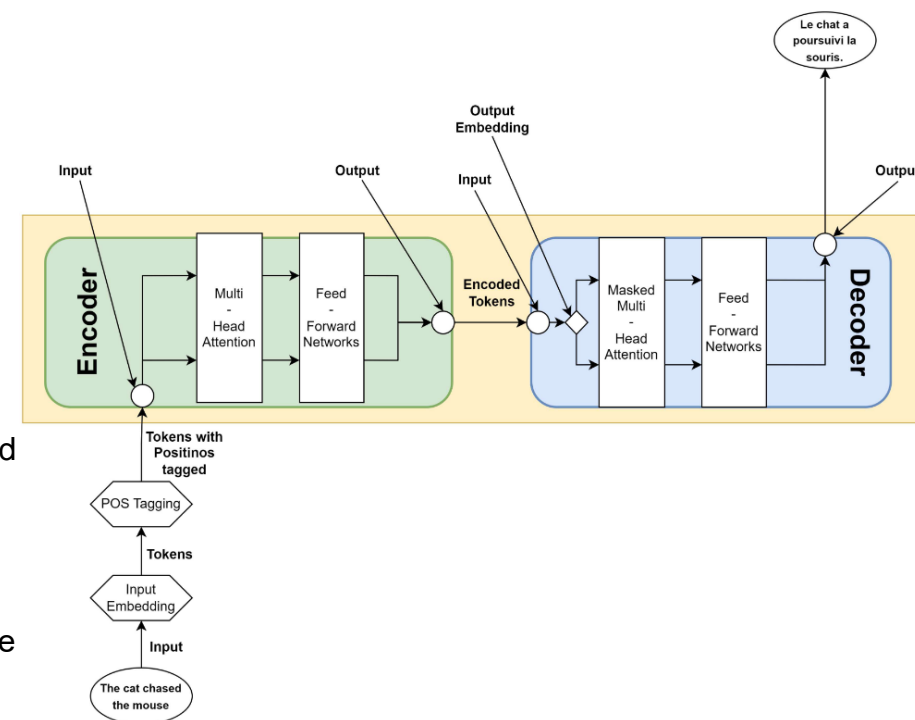 Le chat a
poursuivi la
souris.
Output
Embedding
Input
Output
Input
Outpu
Encoder
Multi
-
Head
Attention
Feed
-
Forward
Networks
Encoded
Tokens
Masked
Multi
-
Head
Attention
Feed
-
Forward
Networks
Decoder
d
Tokens with
Positinos
tagged
POS Tagging
Tokens
Input
Embedding
e
Input
The cat chased
the mouse